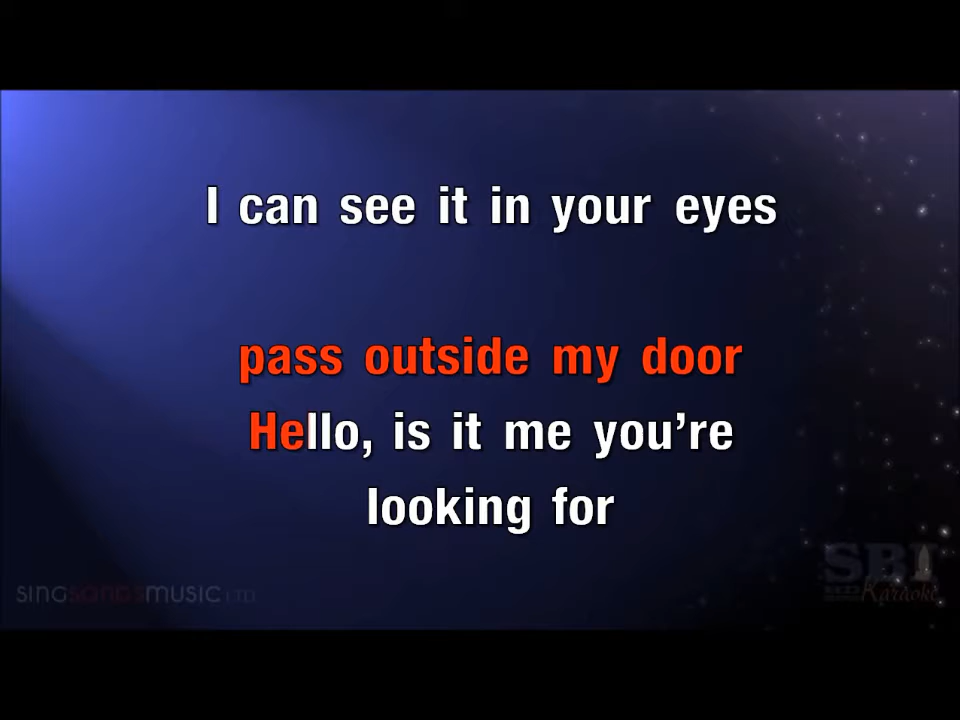 I can see it in your eyes
pass outside my door
Hello, is it me you’re
looking for
SBI
Karaoke
SINGSONGSMUSIC LTD